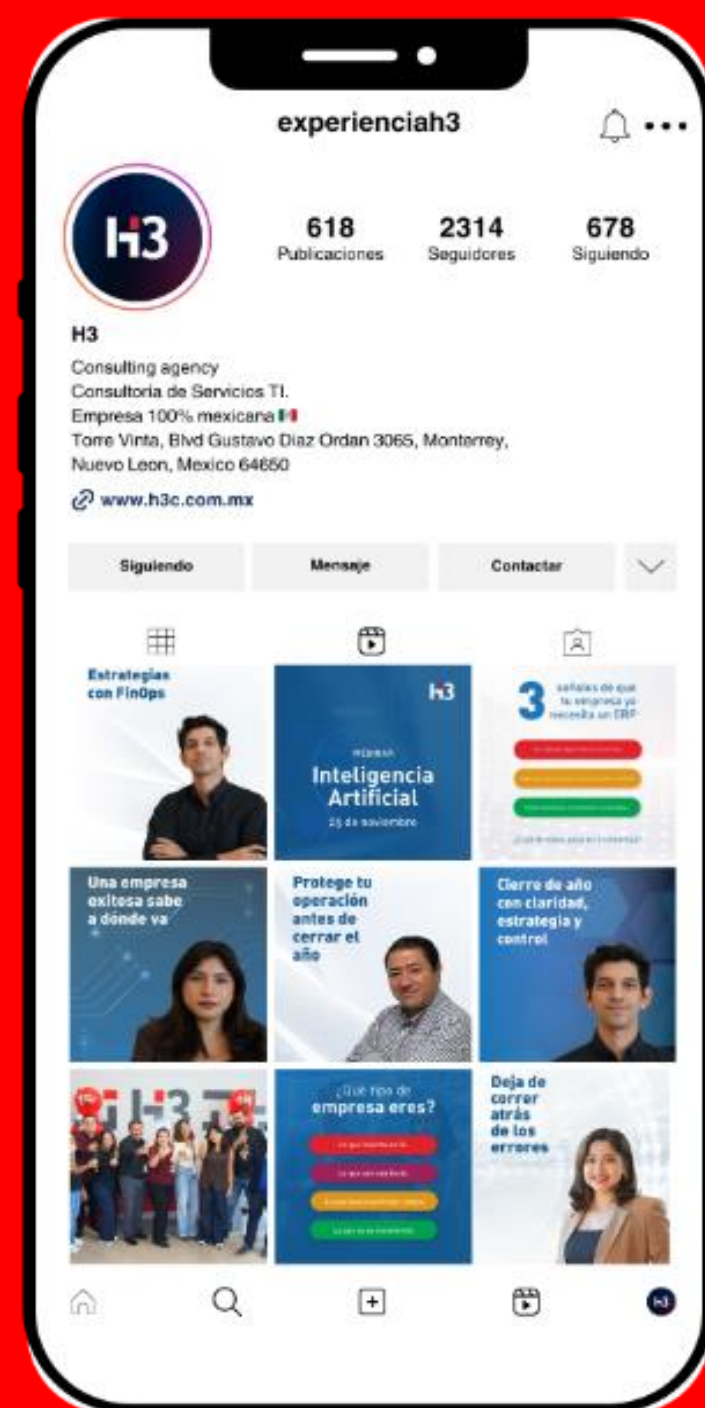 experienciah3
H3
618
2314
678
Publicaciones
Seguidores
Siguiendo
H3
Consulting agency
Consultoria de Servicios TI.
Empresa 100% mexicana
Torre Vinta, Blvd Gustavo Diaz Ordan 3065, Monterrey,
Nuevo Leon, Mexico 64650
www.h3c.com.mx
Siguiendo
Mensaje
Contactar
Estrategias
con FinOps
H3
WEBINAR
Inteligencia
Artificial
25 de noviembre
3
señales de que
tu empresa ya
necesita un ERP
Una empresa
exitosa sabe
a dónde va
Protege tu
operación
antes de
cerrar el
año
Cierre de año
con claridad,
estrategia y
control
H3
¿Qué tipo de
empresa eres?
Deja de
correr
atrás
de los
errores
H3